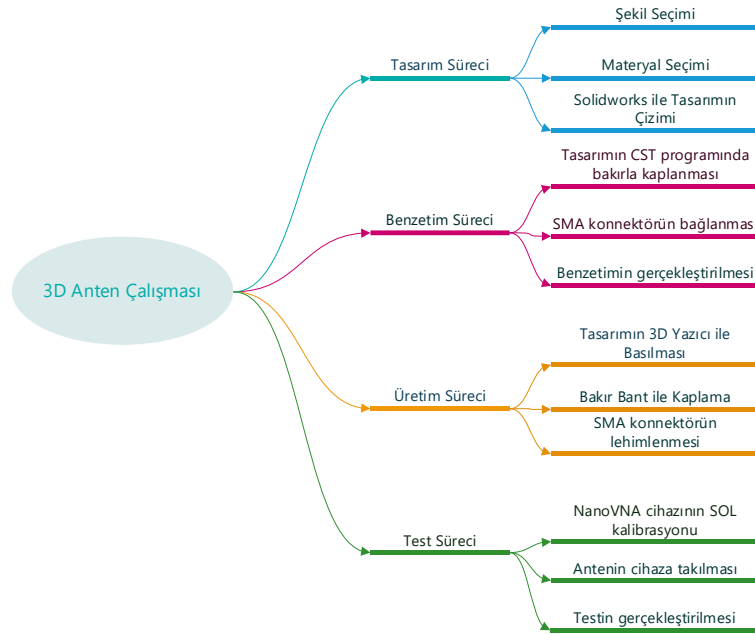 3D Anten Çalışması
Tasarım Süreci
Şekil Seçimi
Materyal Seçimi
Solidworks ile Tasarımın
Çizimi
Benzetim Süreci
Tasarımın CST programında
bakırla kaplanması
SMA konnektörün bağlanması
Benzetimin gerçekleştirilmesi
Üretim Süreci
Tasarımın 3D Yazıcı ile
Basılması
Bakır Bant ile Kaplama
SMA konnektörün
lehimlenmesi
Test Süreci
NanoVNA cihazının SOL
kalibrasyonu
Antenin cihaza takılması
Testin gerçekleştirilmesi